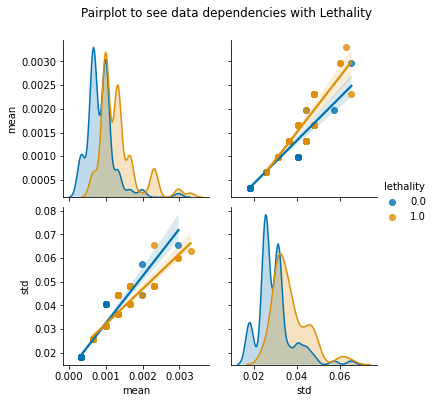 Pairplot to see data dependencies with Lethality
0.0030
0.0025
0.0020
0.0015
0.0010
0.0005
mean
lethality
0.0
1.0
0.08
0.07
0.06
0.05
0.04
0.03
0.02
std
0.000 0.001 0.002 0.003
mean
0.02 0.04 0.06
std